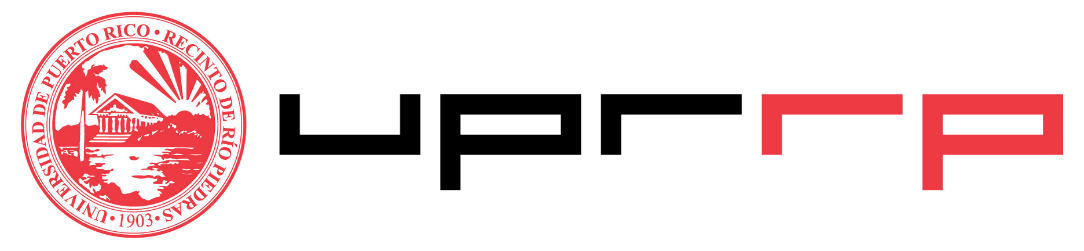 UNIVERSIDAD DE PUERTO RICO • RECINTO DE RÍO PIEDRAS • 1903 •
uprrp